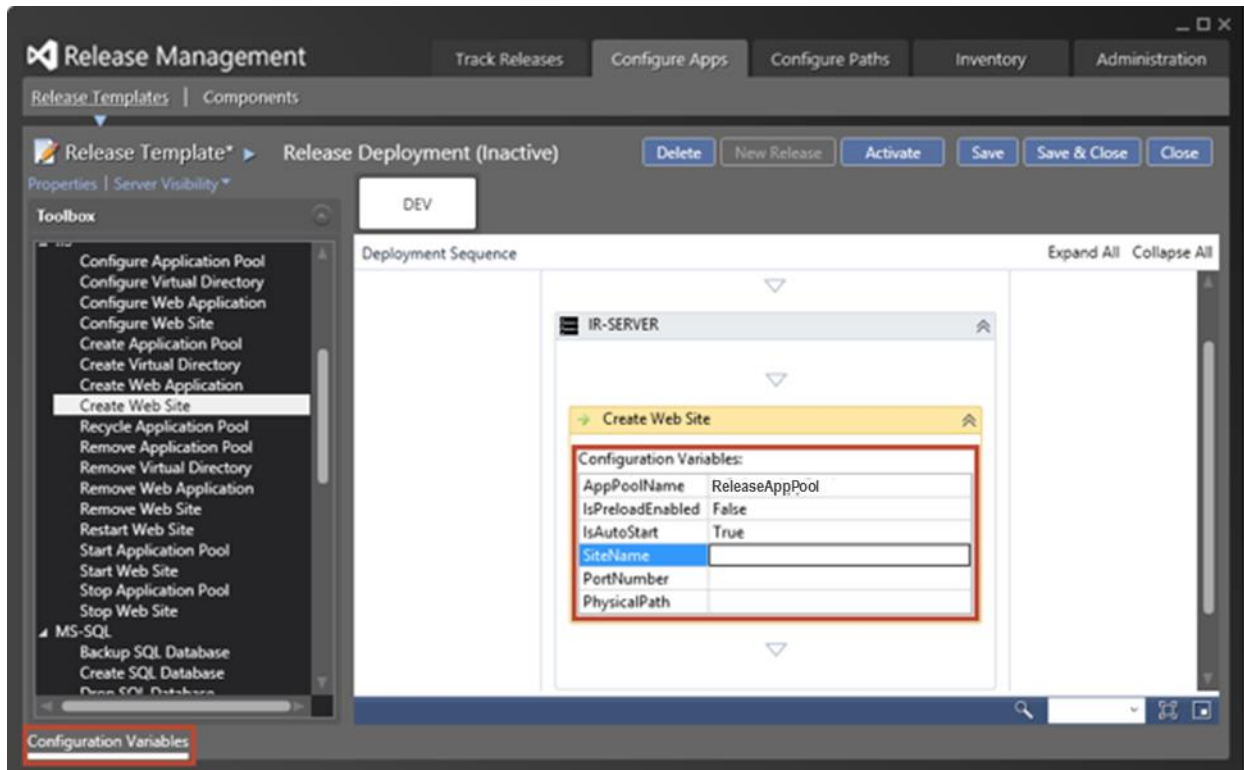 Release Management
Track Releases
Configure Apps
Configure Paths
Inventory
Administration
Release Templates | Components
Release Template* Release Deployment (Inactive)
Delete
New Release
Activate
Save
Save & Close
Close
Properties | Server Visibility
Toolbox
DEV
Deployment Sequence
Expand All Collapse All
IIS
Configure Application Pool
Configure Virtual Directory
Configure Web Application
Configure Web Site
Create Application Pool
Create Virtual Directory
Create Web Application
Create Web Site
Recycle Application Pool
Remove Application Pool
Remove Virtual Directory
Remove Web Application
Remove Web Site
Restart Web Site
Start Application Pool
Start Web Site
Stop Application Pool
Stop Web Site
MS-SQL
Backup SQL Database
Create SQL Database
Drop SQL Database
IR-SERVER
Create Web Site
Configuration Variables:
AppPoolName ReleaseAppPool
IsPreloadEnabled False
IsAutoStart True
SiteName
PortNumber
PhysicalPath
Configuration Variables